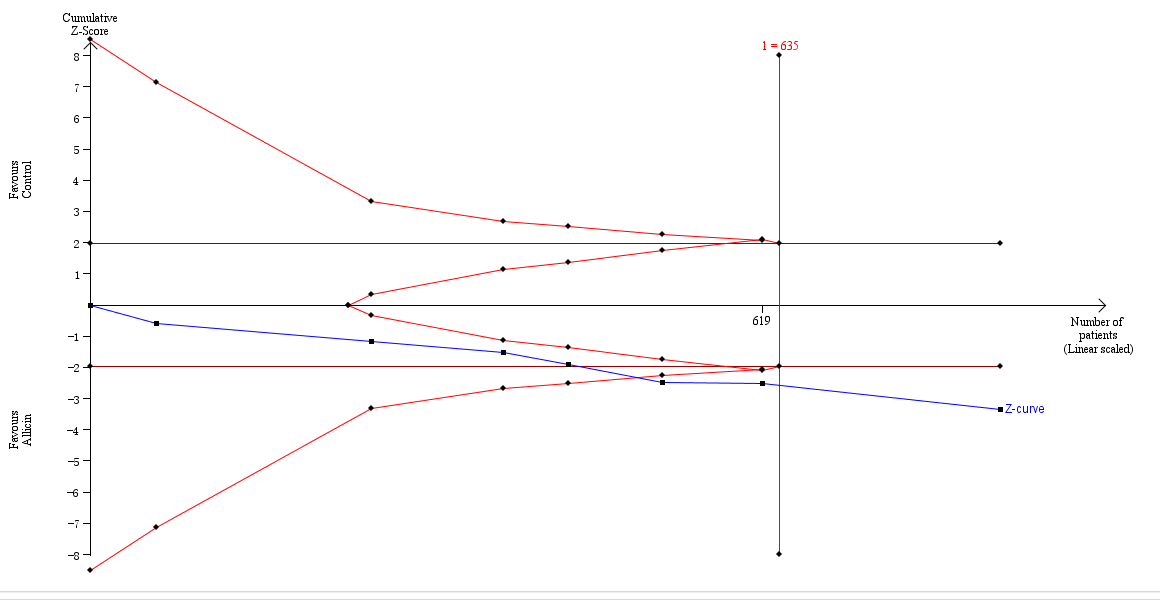 Cumulative
Z-Score
1 = 635
8
7
6
5
4
3
2
1
−1
−2
−3
−4
−5
−6
−7
−8
Favours
Control
Favours
Allicin
619
Number of
patients
(Linear scaled)
Z-curve